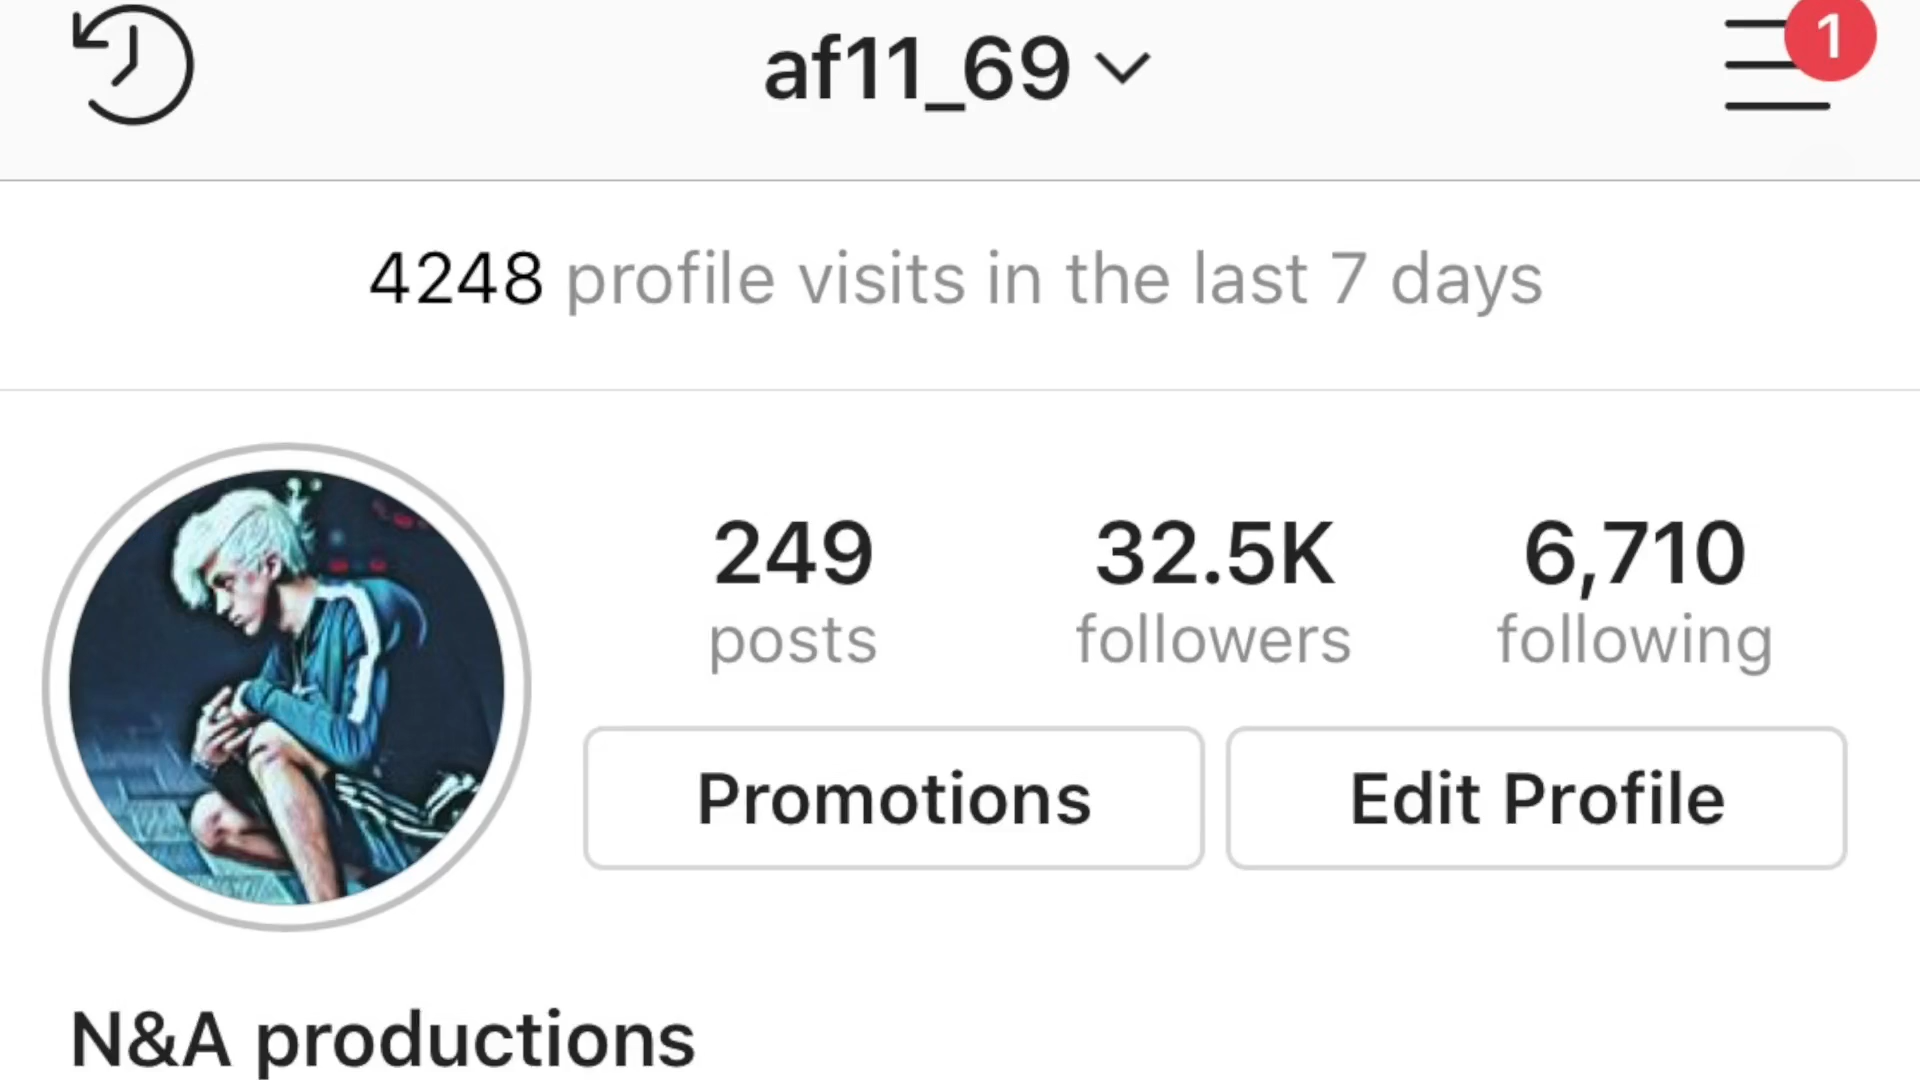 af11_69
1
4248 profile visits in the last 7 days
249 32.5K 6,710
posts followers following
Promotions Edit Profile
N&A productions